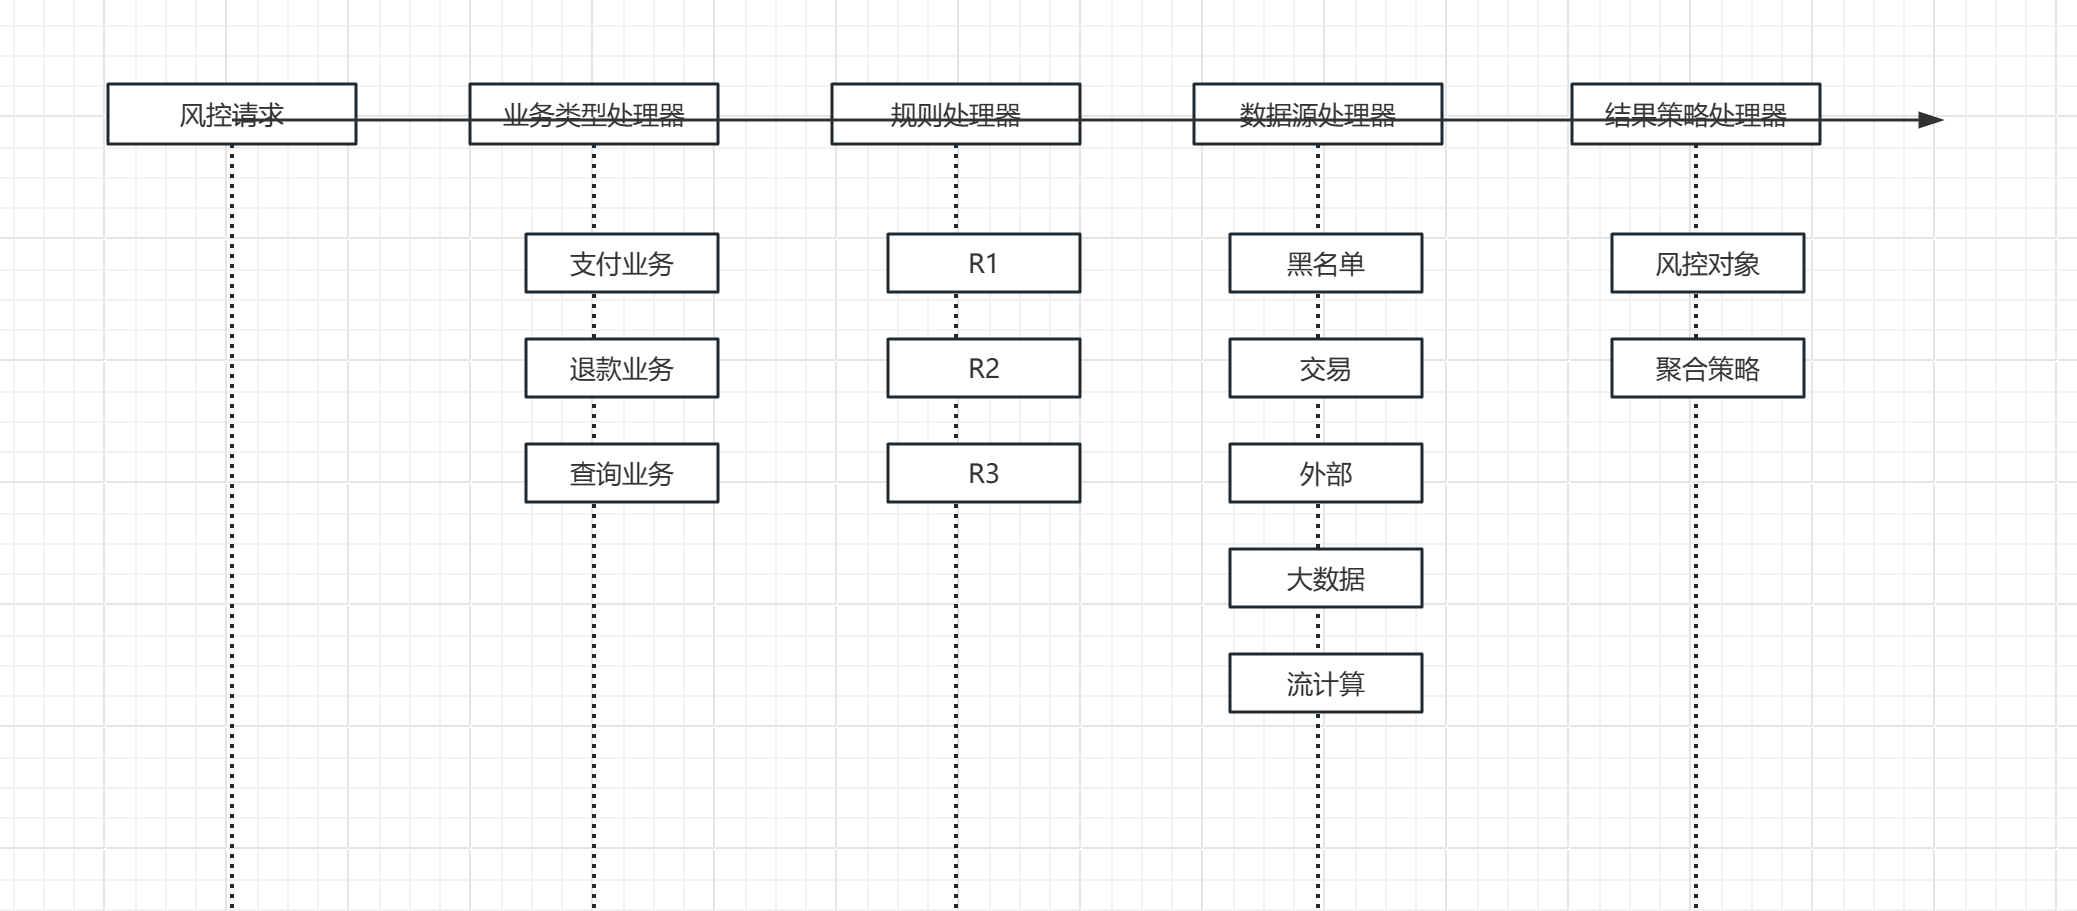 风控请求
业务类型处理器
规则处理器
数据源处理器
结果策略处理器
支付业务
R1
黑名单
风控对象
退款业务
R2
交易
聚合策略
查询业务
R3
外部
大数据
流计算